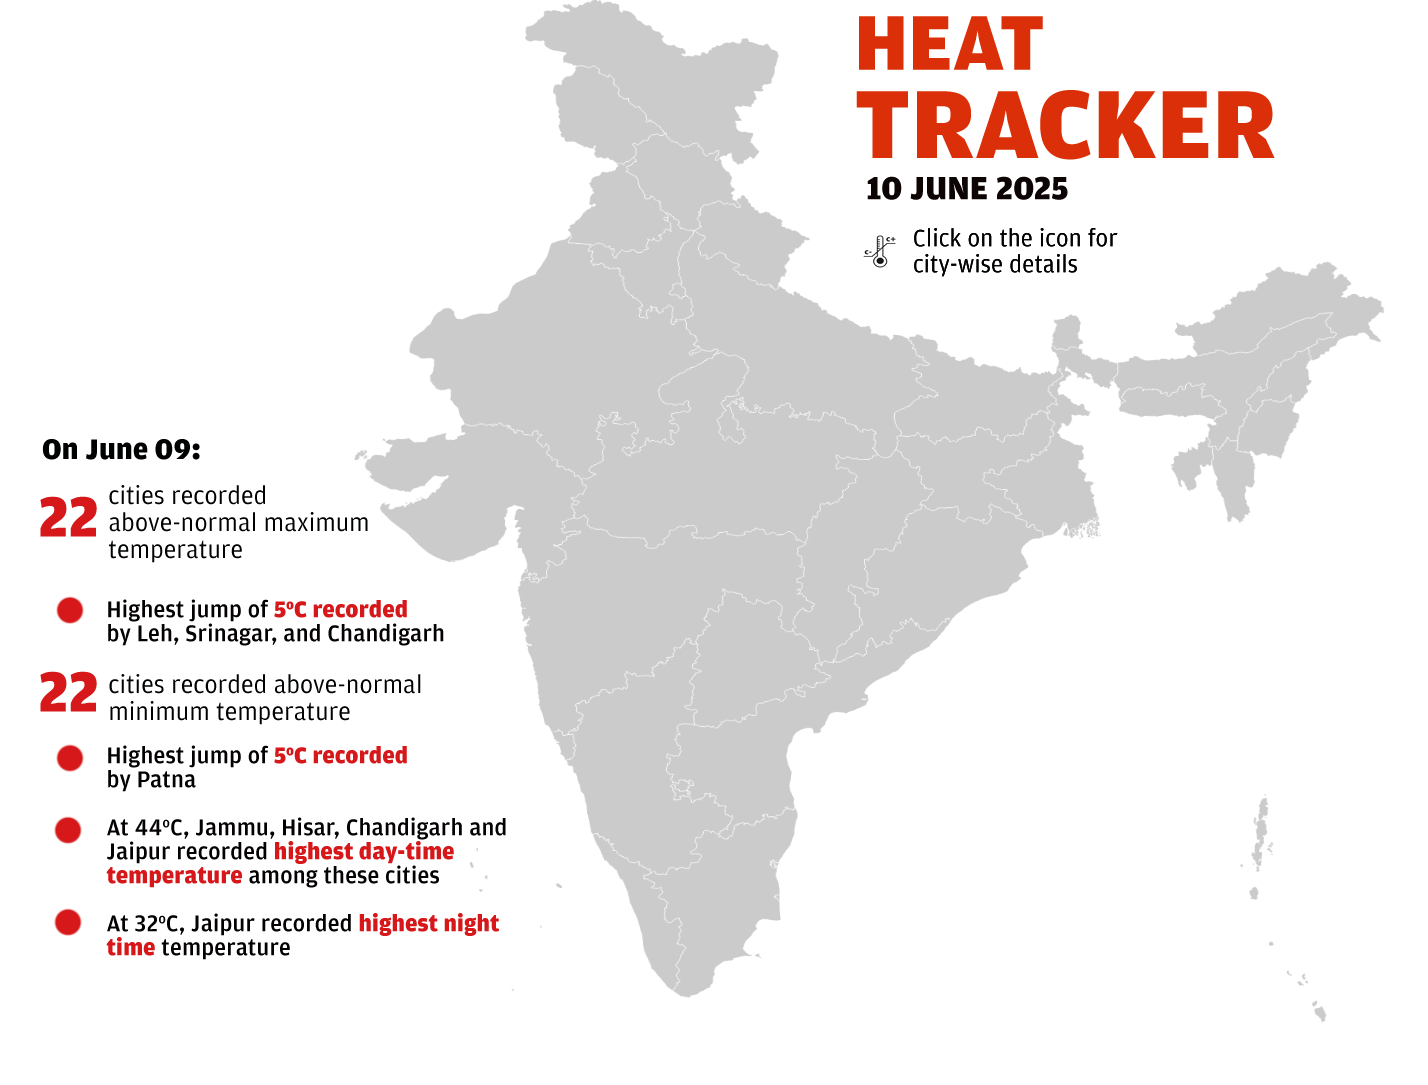 HEAT
TRACKER
10 JUNE 2025
C- C+
Click on the icon for
city-wise details
On June 09:
22 cities recorded
above-normal maximum
temperature
Highest jump of 5ºC recorded
by Leh, Srinagar, and Chandigarh
22 cities recorded above-normal
minimum temperature
Highest jump of 5ºC recorded
by Patna
At 44ºC, Jammu, Hisar, Chandigarh and
Jaipur recorded highest day-time
temperature among these cities
At 32ºC, Jaipur recorded highest night
time temperature